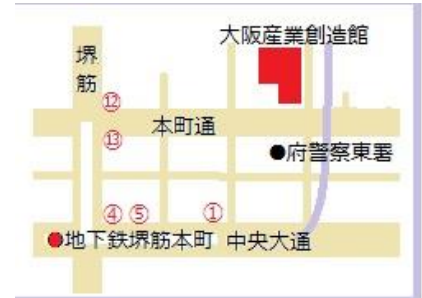 大阪産業創造館
堺筋
⑫
本町通
⑬
●府警察東署
④ ⑤ ①
●地下鉄堺筋本町 中央大通